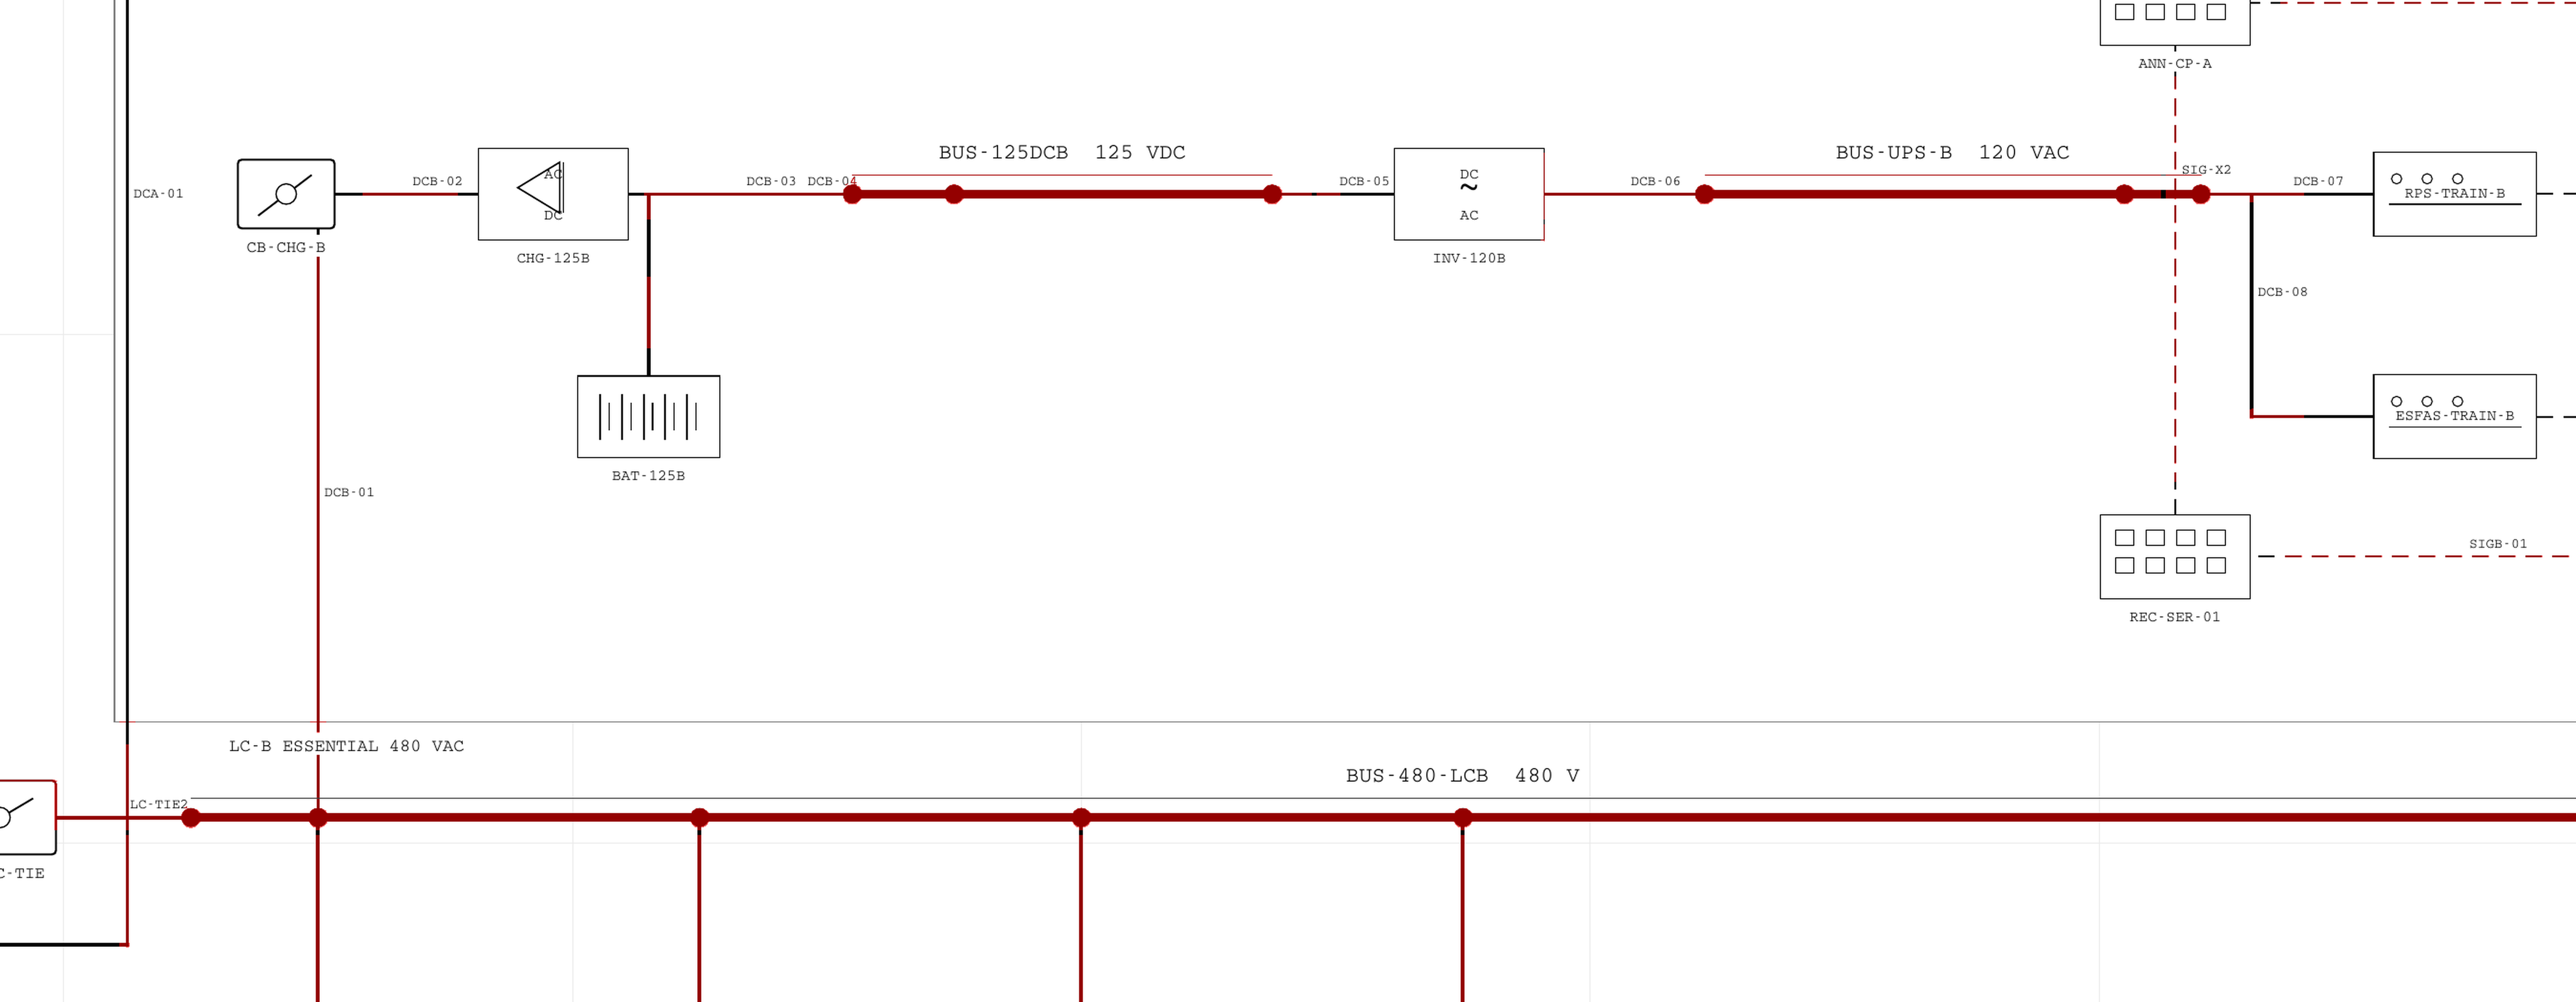 ANN-CP-A
BUS-125DCB  125 VDC
BUS-UPS-B  120 VAC
SIG-X2
DCA-01
DCB-02
AC
DC
DCB-03
DCB-04
DCB-05
DC
~
AC
DCB-06
DCB-07
RPS-TRAIN-B
CB-CHG-B
CHG-125B
INV-120B
DCB-08
ESFAS-TRAIN-B
BAT-125B
DCB-01
SIGB-01
REC-SER-01
LC-B ESSENTIAL 480 VAC
BUS-480-LCB  480 V
LC-TIE2
C-TIE